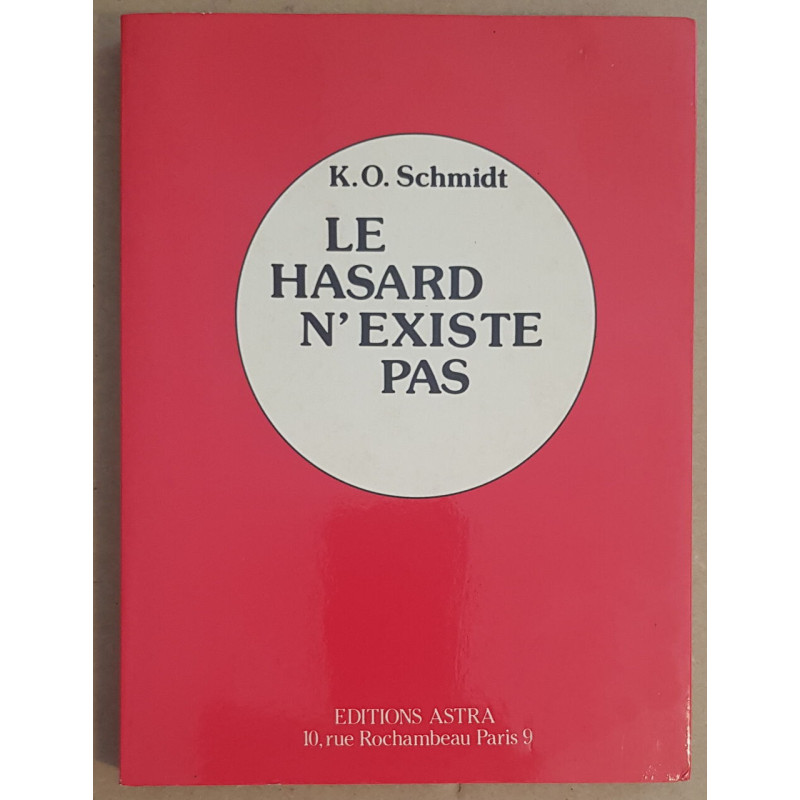 K.O. Schmidt
LE
HASARD
N'EXISTE
PAS
EDITIONS ASTRA
10, rue Rochambeau Paris 9